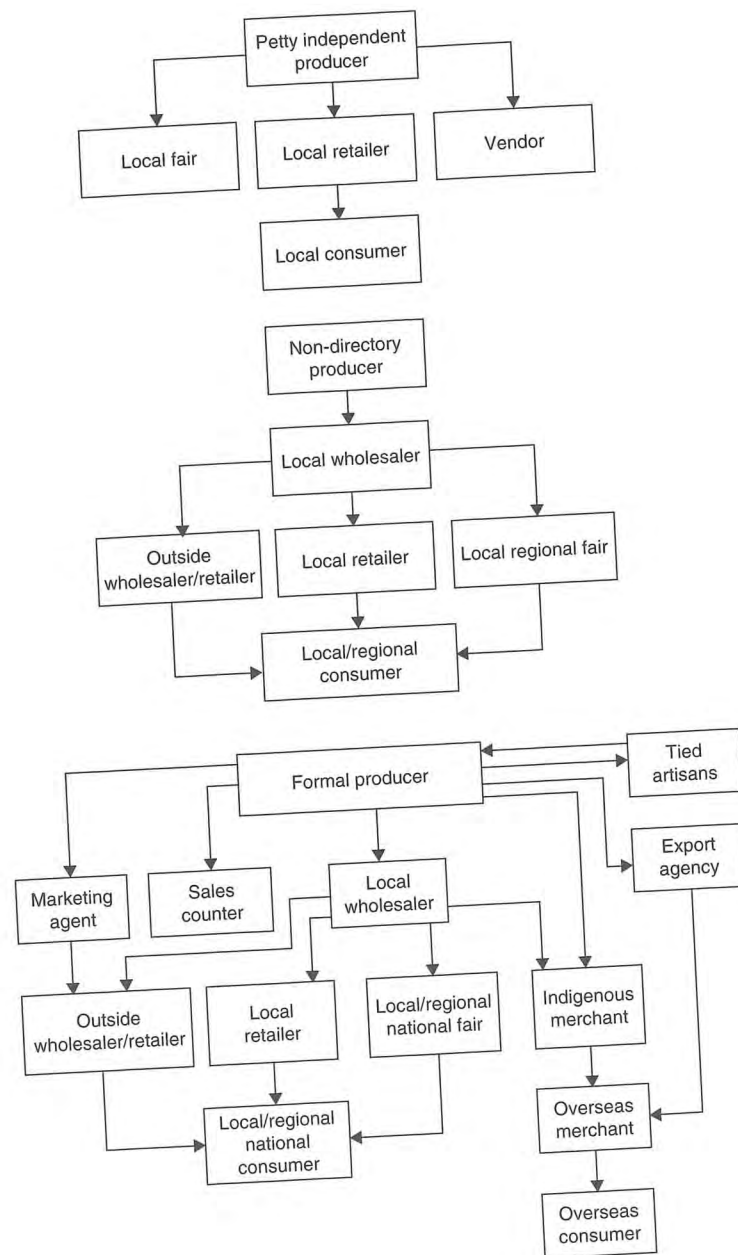 Petty independent
producer
Local fair
Local retailer
Vendor
Local consumer
Non-directory
producer
Local wholesaler
Outside
wholesaler/retailer
Local retailer
Local regional fair
Local/regional
consumer
Formal producer
Tied
artisans
Export
agency
Marketing
agent
Sales
counter
Local
wholesaler
Outside
wholesaler/retailer
Local
retailer
Local/regional
national fair
Indigenous
merchant
Local/regional
national
consumer
Overseas
merchant
Overseas
consumer